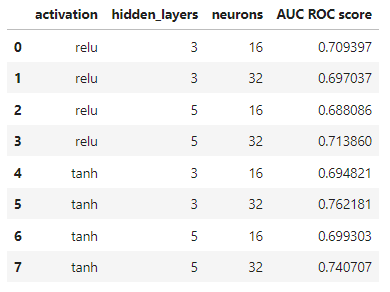 activation hidden_layers neurons AUC ROC score
0 relu 3 16 0.709397
1 relu 3 32 0.697037
2 relu 5 16 0.688086
3 relu 5 32 0.713860
4 tanh 3 16 0.694821
5 tanh 3 32 0.762181
6 tanh 5 16 0.699303
7 tanh 5 32 0.740707